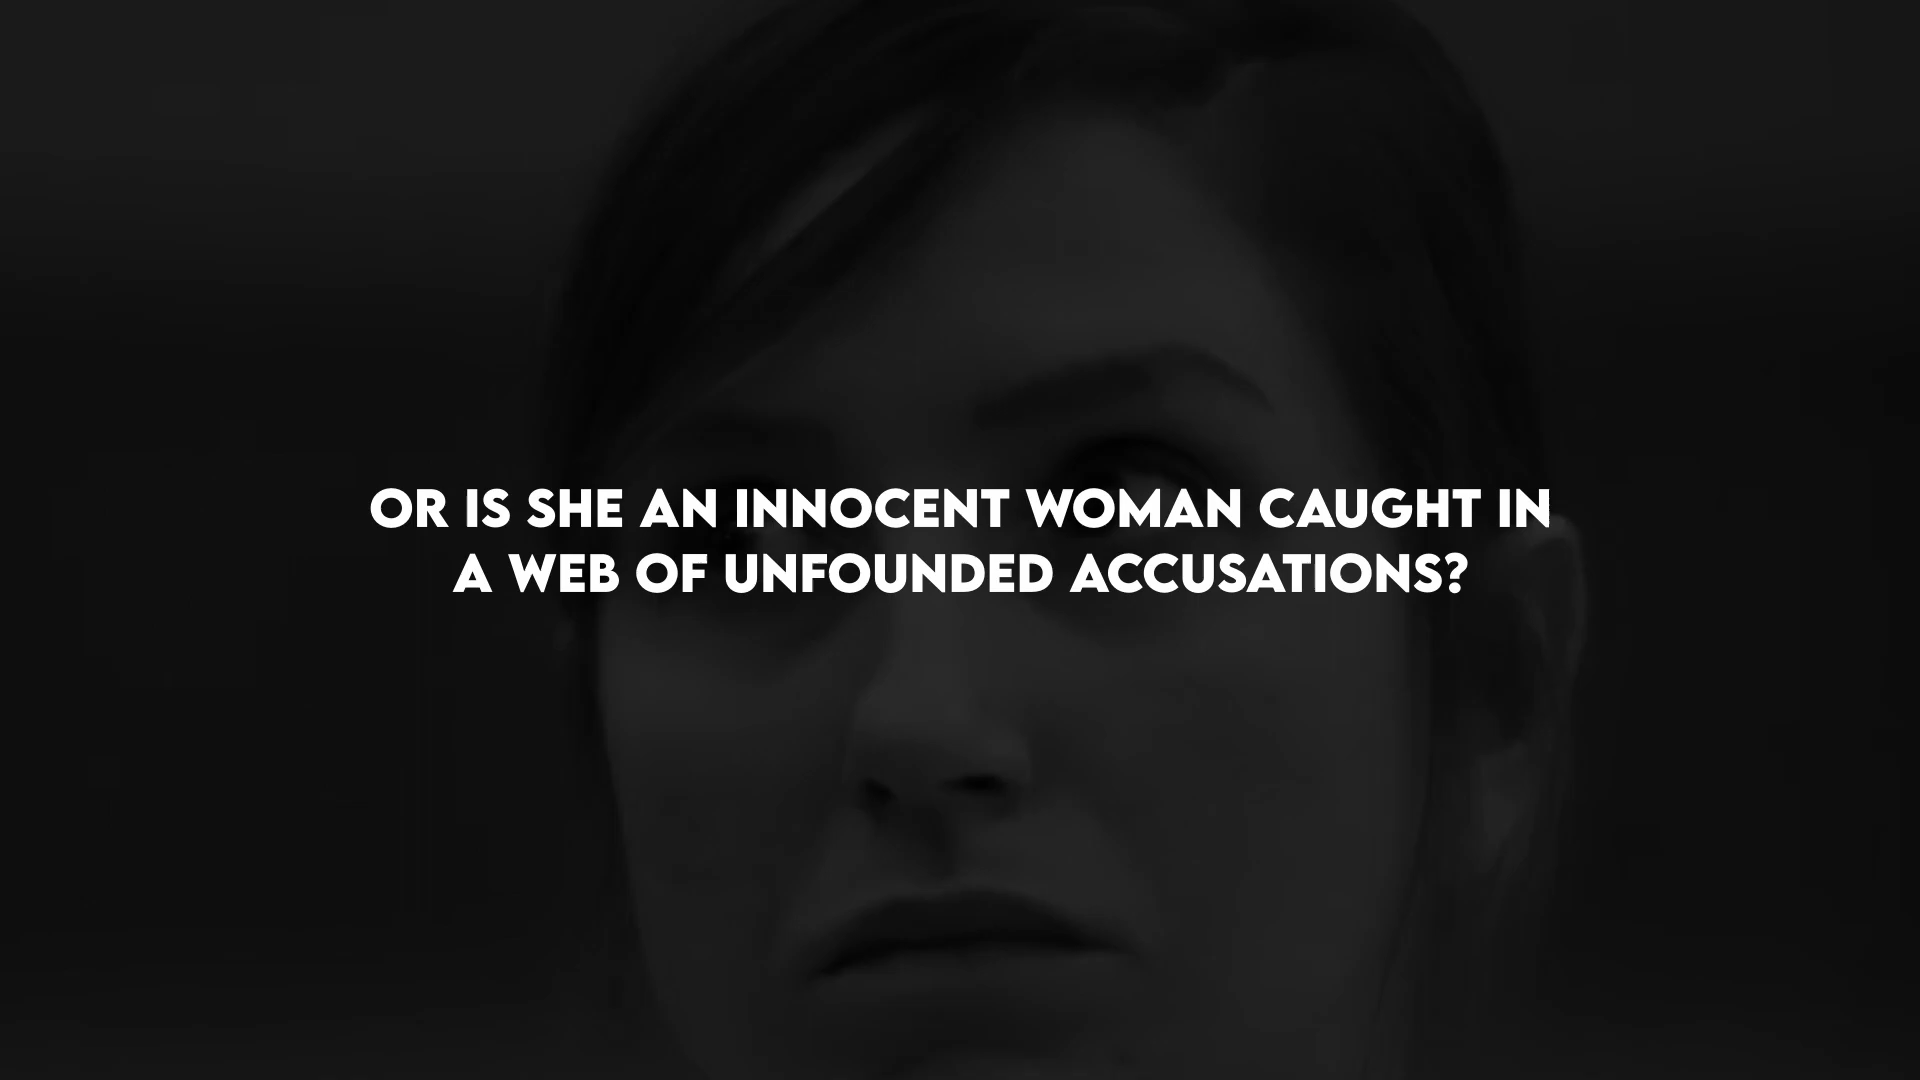 OR IS SHE AN INNOCENT WOMAN CAUGHT IN
A WEB OF UNFOUNDED ACCUSATIONS?